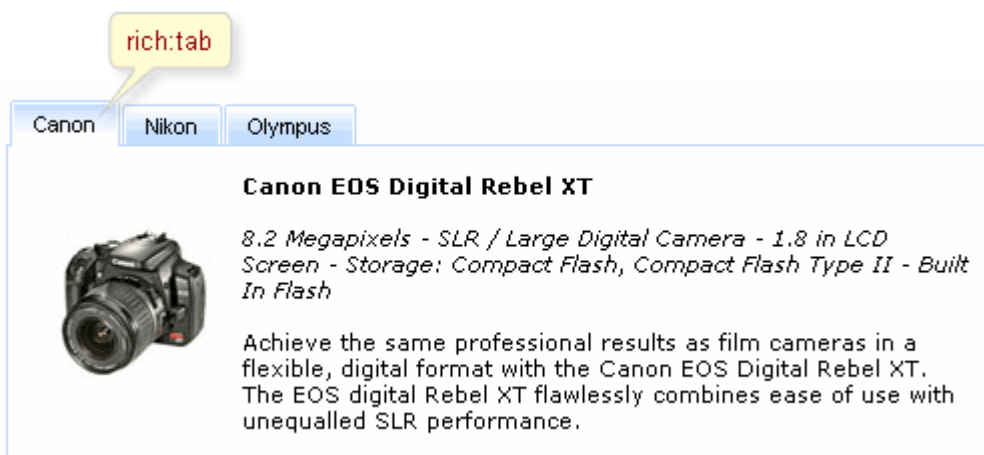 rich:tab
Canon Nikon Olympus
Canon EOS Digital Rebel XT
8.2 Megapixels - SLR / Large Digital Camera - 1.8 in LCD
Screen - Storage: Compact Flash, Compact Flash Type II - Built
In Flash
Achieve the same professional results as film cameras in a
flexible, digital format with the Canon EOS Digital Rebel XT.
The EOS digital Rebel XT flawlessly combines ease of use with
unequalled SLR performance.